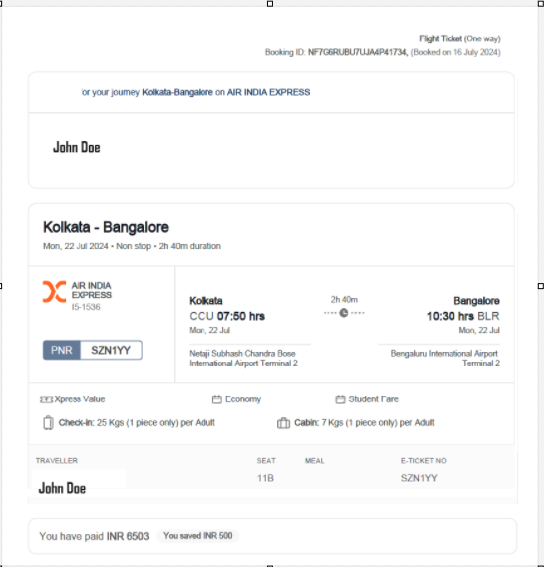 Flight Ticket (One way)
Booking ID: NF7G6RUBU7UJA4P41734, (Booked on 16 July 2024)
or your journey Kolkata-Bangalore on AIR INDIA EXPRESS
John Doe
Kolkata - Bangalore
Mon, 22 Jul 2024 • Non stop • 2h 40m duration
AIR INDIA
EXPRESS
I5-1536
PNR SZN1YY
Kolkata 2h 40m Bangalore
CCU 07:50 hrs 10:30 hrs BLR
Mon, 22 Jul Mon, 22 Jul
Netaji Subhash Chandra Bose
International Airport Terminal 2
Bengaluru International Airport
Terminal 2
Xpress Value Economy Student Fare
Check-in: 25 Kgs (1 piece only) per Adult Cabin: 7 Kgs (1 piece only) per Adult
TRAVELLER SEAT MEAL E-TICKET NO
John Doe 11B SZN1YY
You have paid INR 6503 You saved INR 500